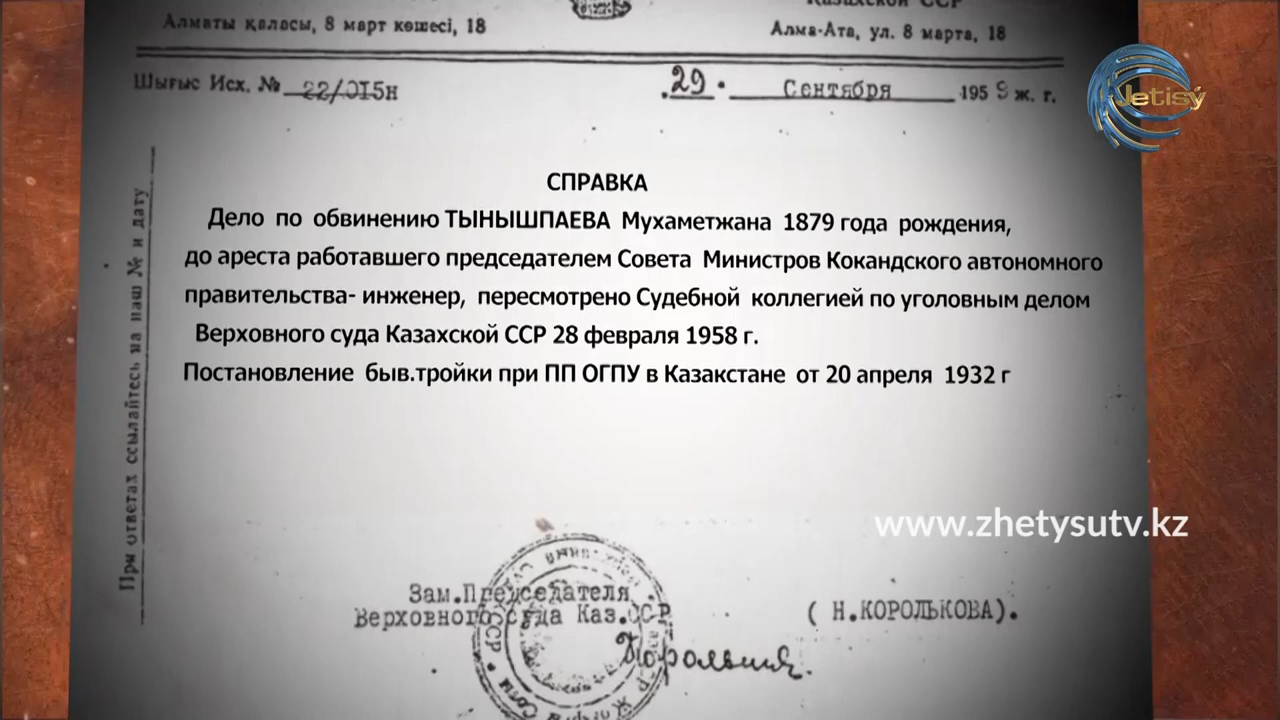 Казахской ССР
Алматы қаласы, 8 март көшесі, 18
Алма-Ата, ул. 8 марта, 18
Шығыс Исх. № 22/015н
29. Сентября 1959 ж. г.
Jetisý
При ответах ссылайтесь на наш № и дату
СПРАВКА
Дело по обвинению ТЫНЫШПАЕВА Мухаметжана 1879 года рождения,
до ареста работавшего председателем Совета Министров Кокандского автономного
правительства- инженер, пересмотрено Судебной коллегией по уголовным делом
Верховного суда Казахской ССР 28 февраля 1958 г.
Постановление быв.тройки при ПП ОГПУ в Казакстане от 20 апреля 1932 г
www.zhetysutv.kz
Зам.Председателя
Верховного суда Каз.ССР
( Н.КОРОЛЬКОВА).